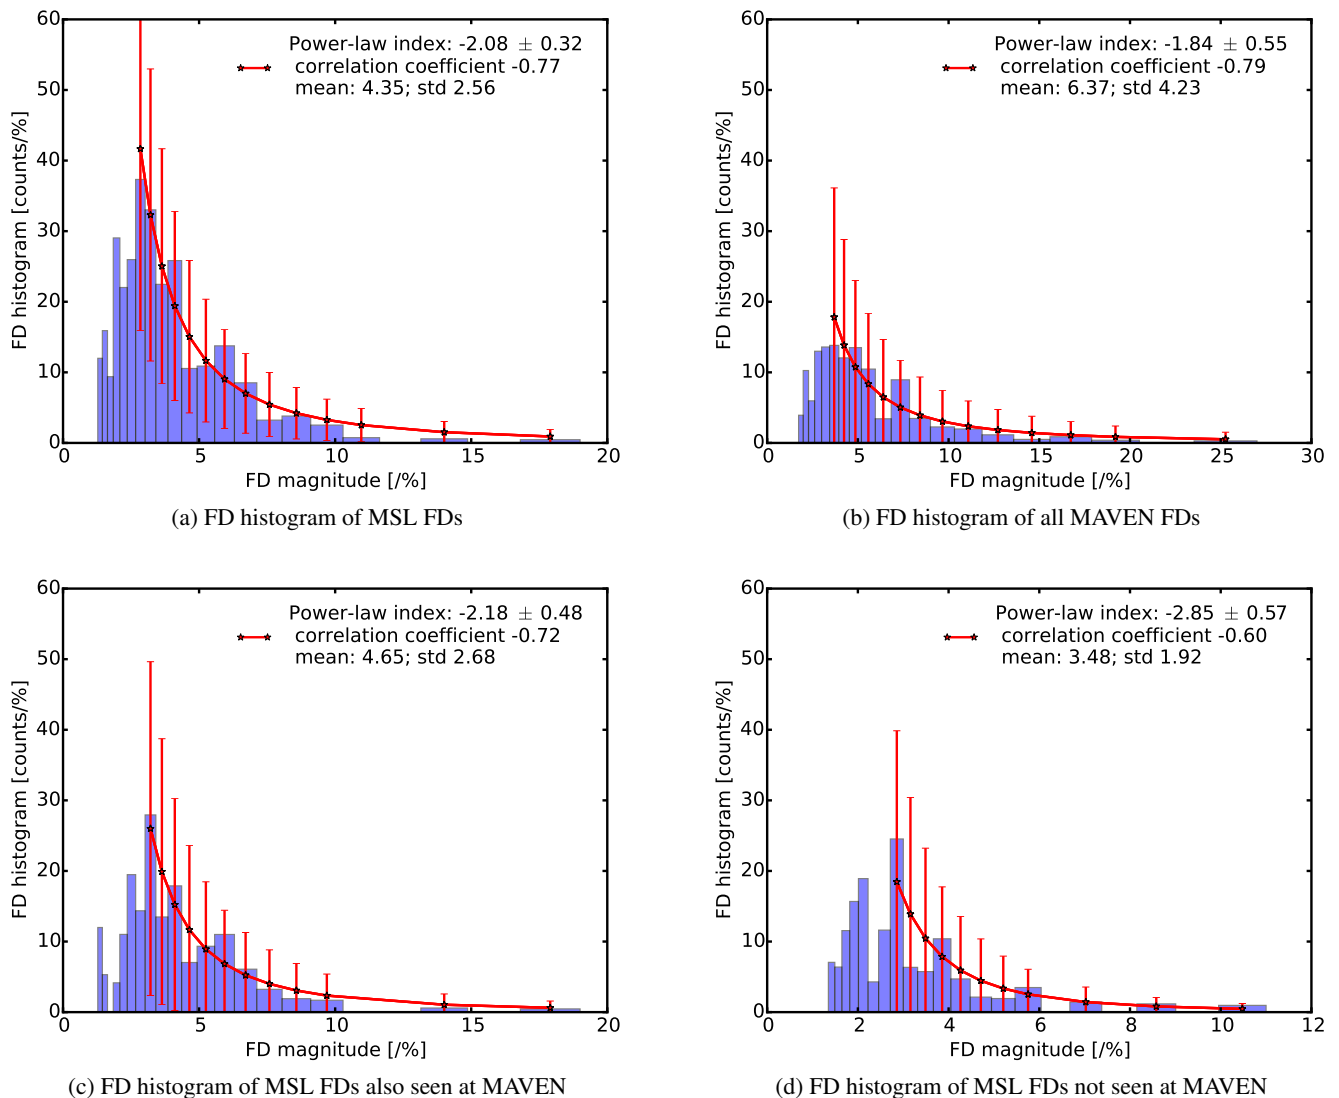 60
50
40
30
20
10
0
FD histogram [counts/%]
Power-law index: -2.08 ± 0.32
correlation coefficient -0.77
mean: 4.35; std 2.56
0 5 10 15 20
FD magnitude [/%]
(a) FD histogram of MSL FDs
60
50
40
30
20
10
0
FD histogram [counts/%]
Power-law index: -1.84 ± 0.55
correlation coefficient -0.79
mean: 6.37; std 4.23
0 5 10 15 20 25 30
FD magnitude [/%]
(b) FD histogram of all MAVEN FDs
60
50
40
30
20
10
0
FD histogram [counts/%]
Power-law index: -2.18 ± 0.48
correlation coefficient -0.72
mean: 4.65; std 2.68
0 5 10 15 20
FD magnitude [/%]
(c) FD histogram of MSL FDs also seen at MAVEN
60
50
40
30
20
10
0
FD histogram [counts/%]
Power-law index: -2.85 ± 0.57
correlation coefficient -0.60
mean: 3.48; std 1.92
0 2 4 6 8 10 12
FD magnitude [/%]
(d) FD histogram of MSL FDs not seen at MAVEN